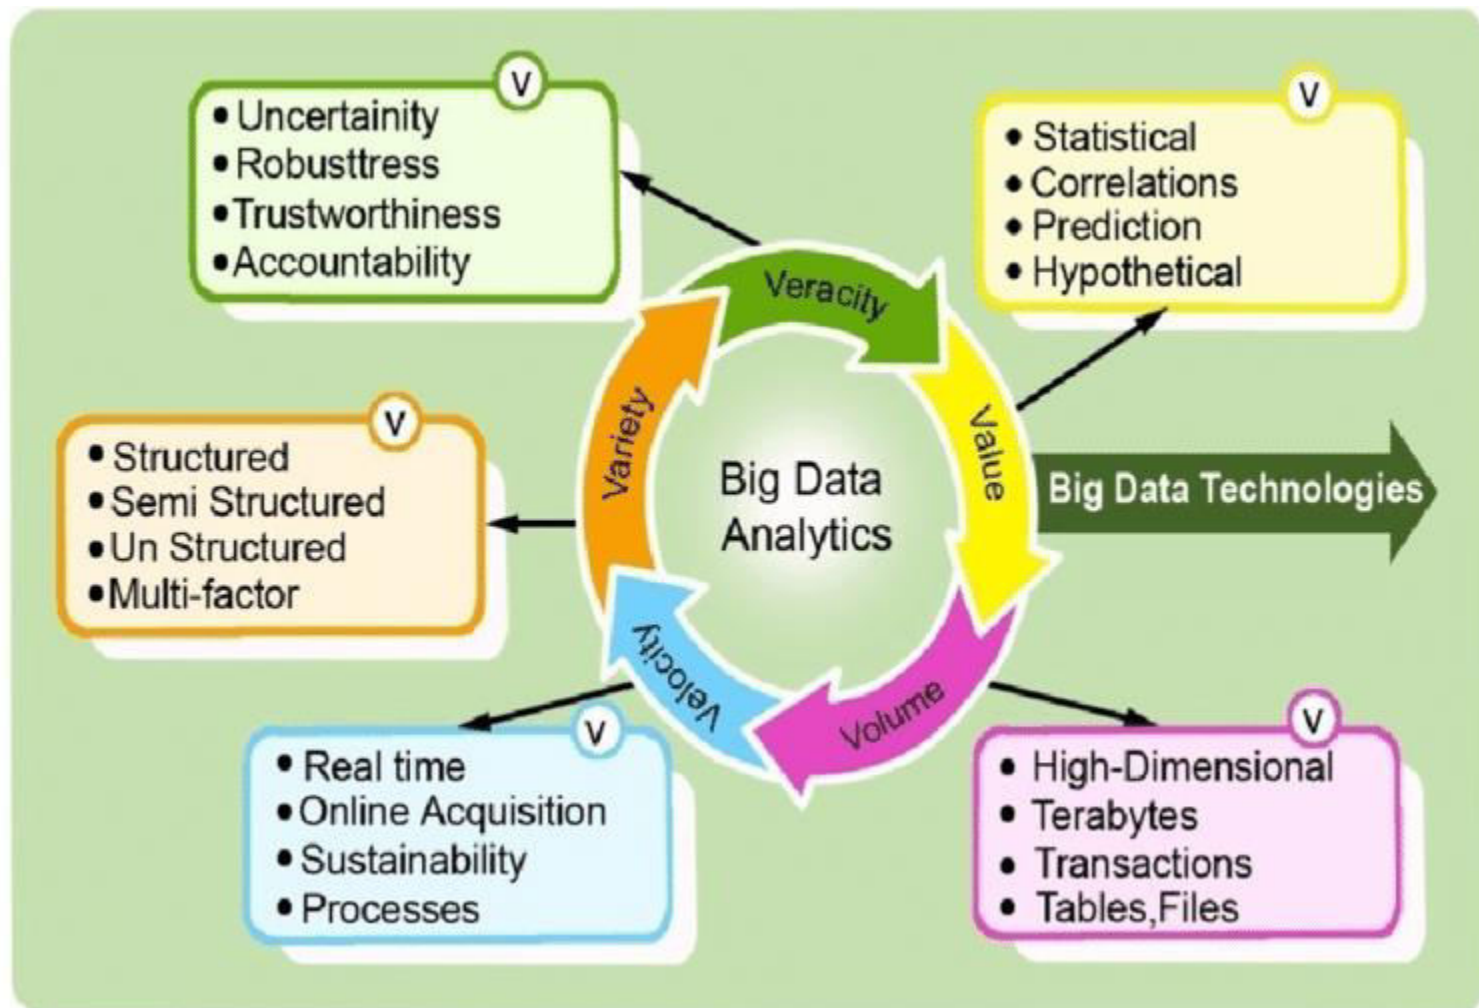 V
• Uncertainity
• Robusttress
• Trustworthiness
• Accountability
V
• Statistical
• Correlations
• Prediction
• Hypothetical
Veracity
Value
Variety
Velocity
Volume
Big Data
Analytics
Big Data Technologies
V
• Structured
• Semi Structured
• Un Structured
• Multi-factor
V
• Real time
• Online Acquisition
• Sustainability
• Processes
V
• High-Dimensional
• Terabytes
• Transactions
• Tables,Files